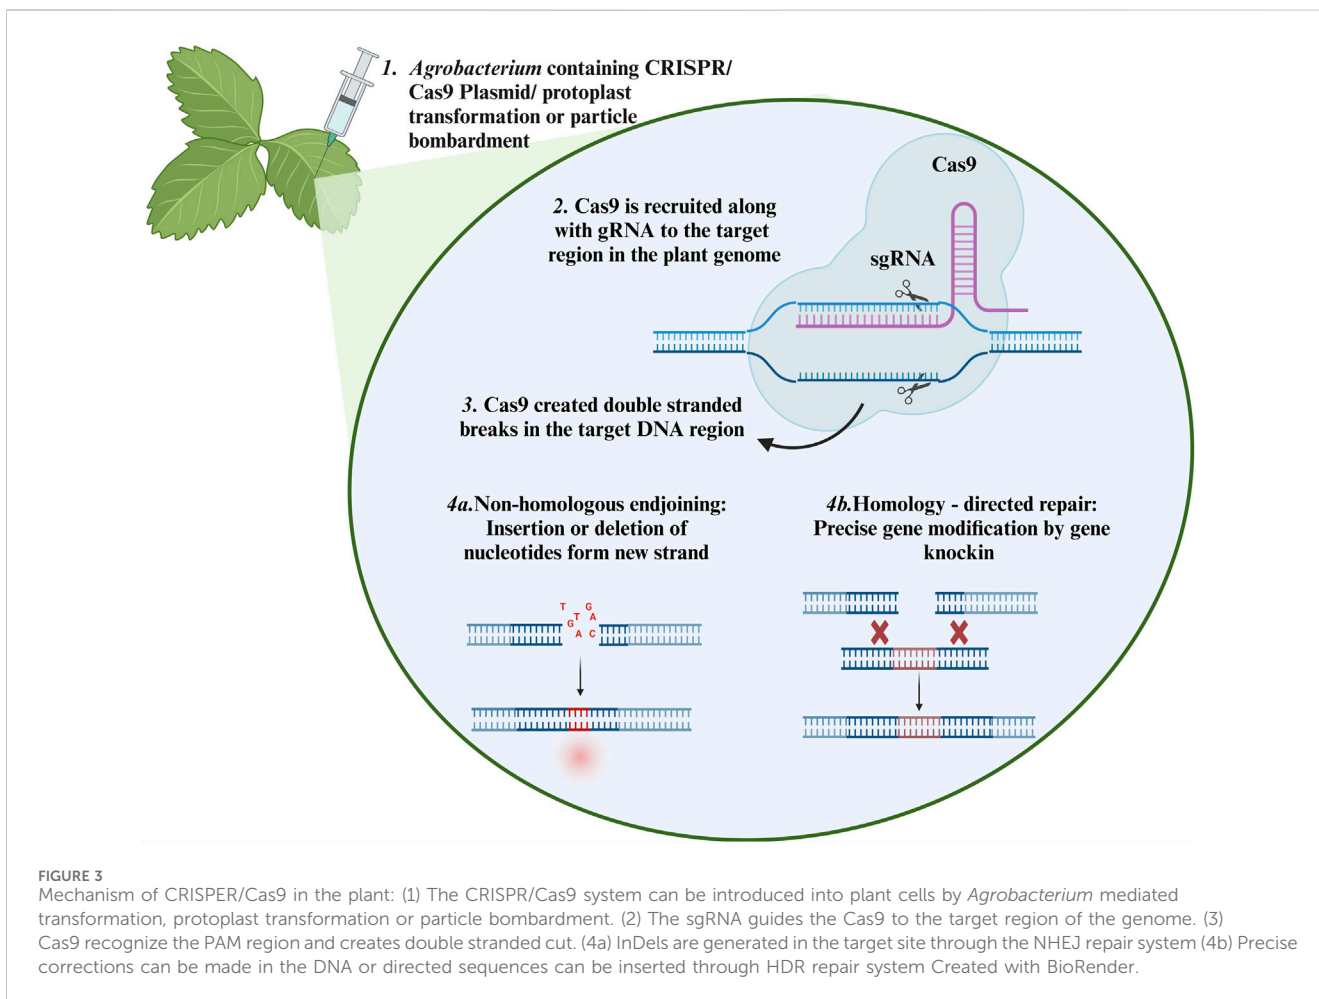 1. Agrobacterium containing CRISPR/
Cas9 Plasmid/ protoplast
transformation or particle
bombardment
Cas9
2. Cas9 is recruited along
with gRNA to the target
region in the plant genome
sgRNA
3. Cas9 created double stranded
breaks in the target DNA region
4a.Non-homologous endjoining:
Insertion or deletion of
nucleotides form new strand
4b.Homology - directed repair:
Precise gene modification by gene
knockin
T G
T A
G
A C
FIGURE 3
Mechanism of CRISPER/Cas9 in the plant: (1) The CRISPR/Cas9 system can be introduced into plant cells by Agrobacterium mediated
transformation, protoplast transformation or particle bombardment. (2) The sgRNA guides the Cas9 to the target region of the genome. (3)
Cas9 recognize the PAM region and creates double stranded cut. (4a) InDels are generated in the target site through the NHEJ repair system (4b) Precise
corrections can be made in the DNA or directed sequences can be inserted through HDR repair system Created with BioRender.